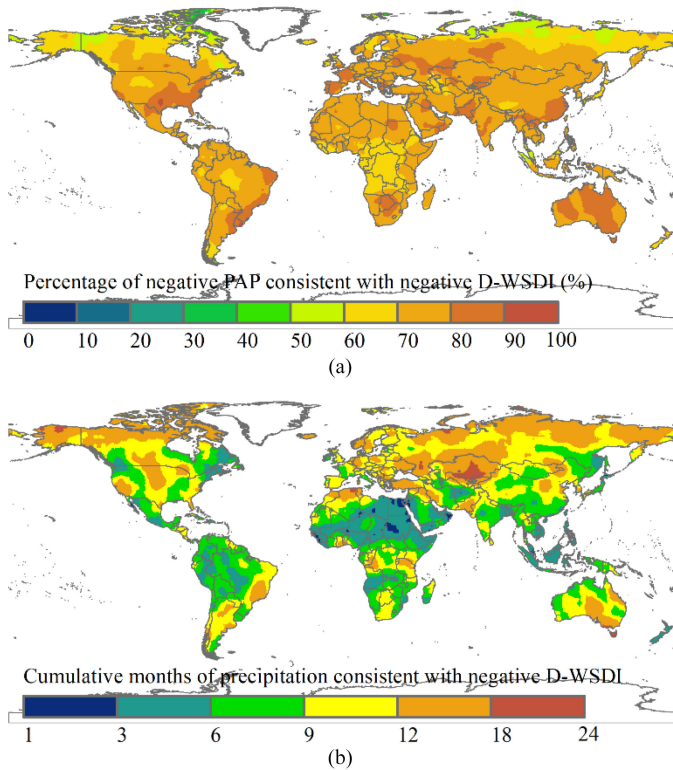 Percentage of negative PAP consistent with negative D-WSDI (%)
0 10 20 30 40 50 60 70 80 90 100
(a)
Cumulative months of precipitation consistent with negative D-WSDI
1 3 6 9 12 18 24
(b)